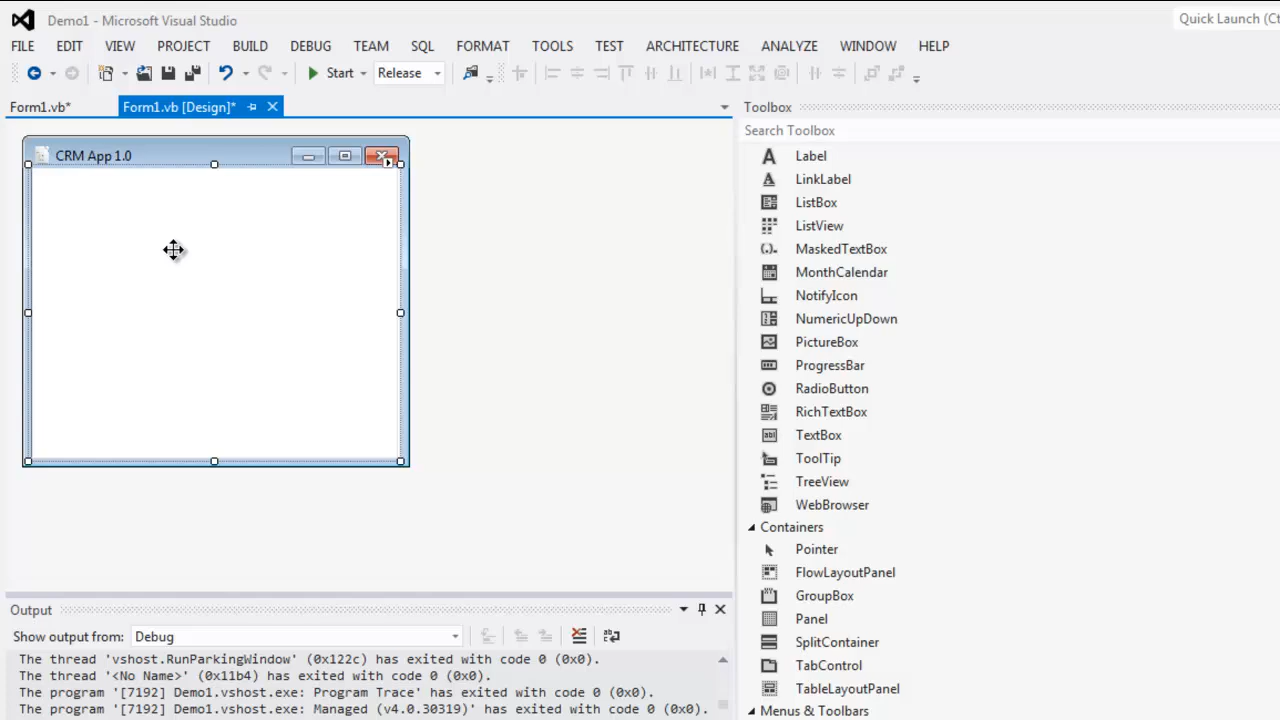 Demo1 - Microsoft Visual Studio
Quick Launch (Ct
FILE EDIT VIEW PROJECT BUILD DEBUG TEAM SQL FORMAT TOOLS TEST ARCHITECTURE ANALYZE WINDOW HELP
Start Release
Form1.vb* Form1.vb [Design]*
Toolbox
Search Toolbox
CRM App 1.0
Label
LinkLabel
ListBox
ListView
MaskedTextBox
MonthCalendar
NotifyIcon
NumericUpDown
PictureBox
ProgressBar
RadioButton
RichTextBox
TextBox
ToolTip
TreeView
WebBrowser
Containers
Pointer
FlowLayoutPanel
GroupBox
Panel
SplitContainer
TabControl
TableLayoutPanel
Menus & Toolbars
Output
Show output from: Debug
The thread 'vshost.RunParkingWindow' (0x122c) has exited with code 0 (0x0).
The thread '<No Name>' (0x11b4) has exited with code 0 (0x0).
The program '[7192] Demo1.vshost.exe: Program Trace' has exited with code 0 (0x0).
The program '[7192] Demo1.vshost.exe: Managed (v4.0.30319)' has exited with code 0 (0x0).